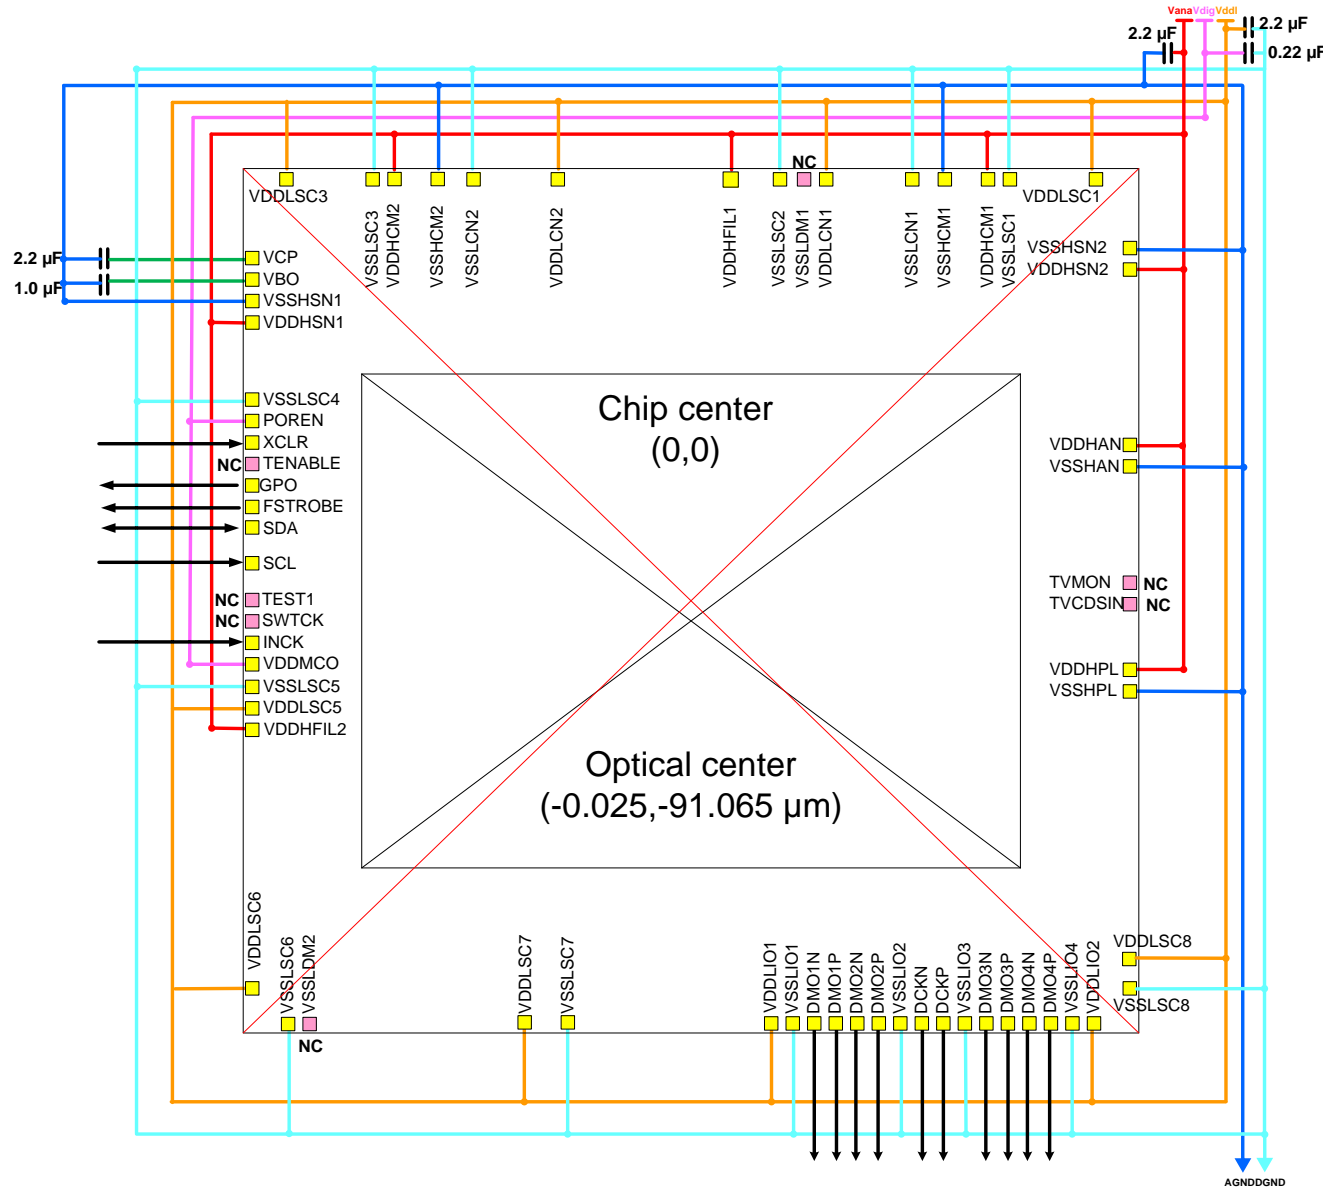 Vana Vdig Vddl
2.2 µF
2.2 µF
0.22 µF
NC
VDDLSC3
VSSLSC3
VDDHCM2
VSSHCM2
VSSLCN2
VDDLCN2
VDDHFIL1
VSSLSC2
VSSLDM1
VDDLCN1
VSSLCN1
VSSHCM1
VDDHCM1
VSSLSC1
VDDLSC1
2.2 µF
1.0 µF
VCP
VBO
VSSHSN1
VDDHSN1
VSSHSN2
VDDHSN2
VSSLSC4
POREN
XCLR
NC TENABLE
GPO
FSTROBE
SDA
SCL
NC TEST1
NC SWTCK
INCK
VDDMCO
VSSLSC5
VDDLSC5
VDDHFIL2
Chip center
(0,0)
VDDHAN
VSSHAN
TVMON NC
TVCDSIN NC
VDDHPL
VSSHPL
Optical center
(-0.025,-91.065 µm)
VDDLSC6
VSSLSC6
VSSLDM2
NC
VDDLSC7
VSSLSC7
VDDLIO1
VSSLIO1
DMO1N
DMO1P
DMO2N
DMO2P
VSSLIO2
DCKN
DCKP
VSSLIO3
DMO3N
DMO3P
DMO4N
DMO4P
VSSLIO4
VDDLIO2
VDDLSC8
VSSLSC8
AGND DGND